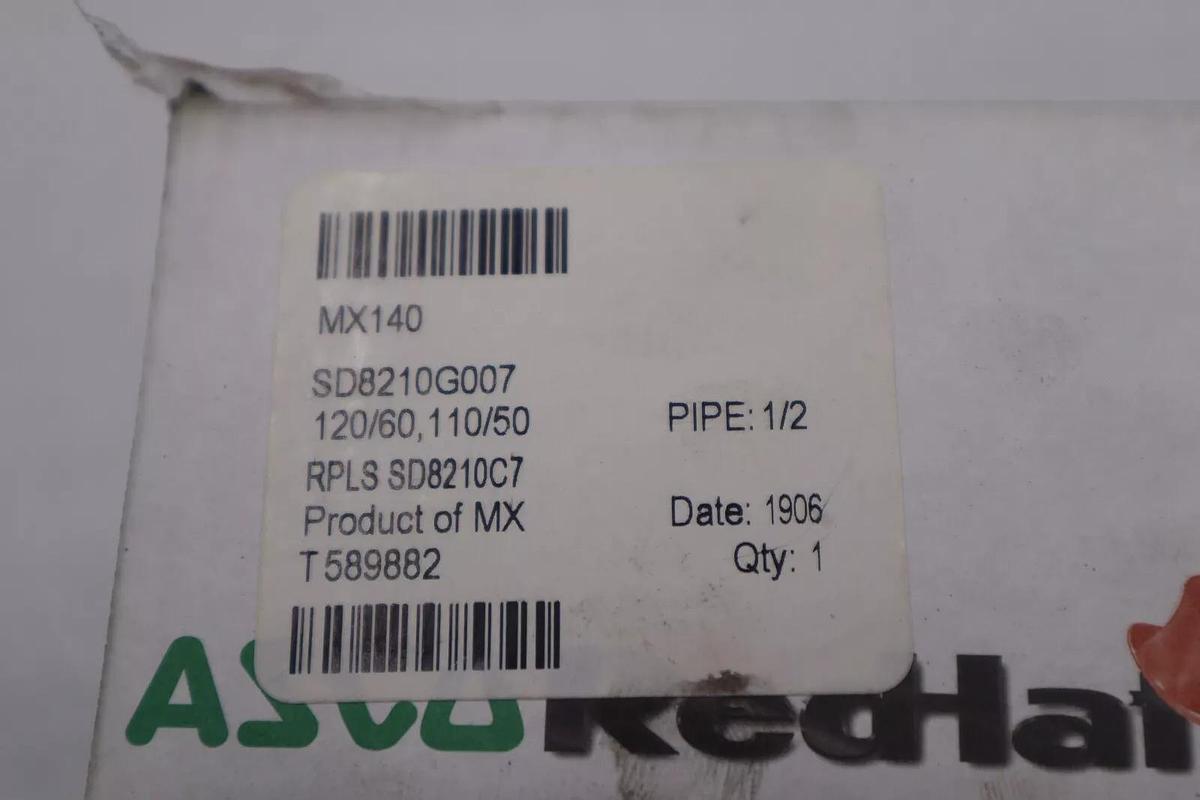 MX140
SD8210G007
120/60,110/50 PIPE: 1/2
RPLS SD8210C7
Product of MX Date: 1906
T589882 Qty: 1
ASCO RedHat